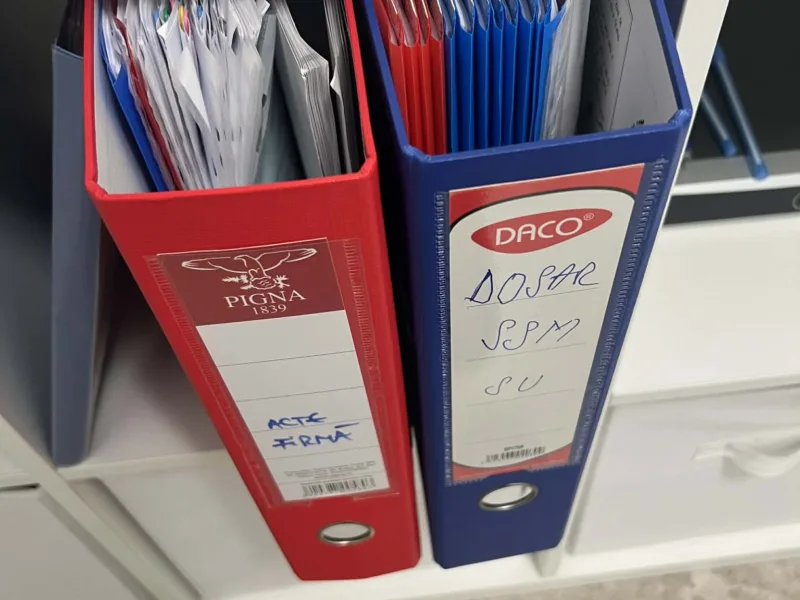 PIGNA
1839
ACTE
FIRMĂ
DACO®
DOSAR
SSM
SU